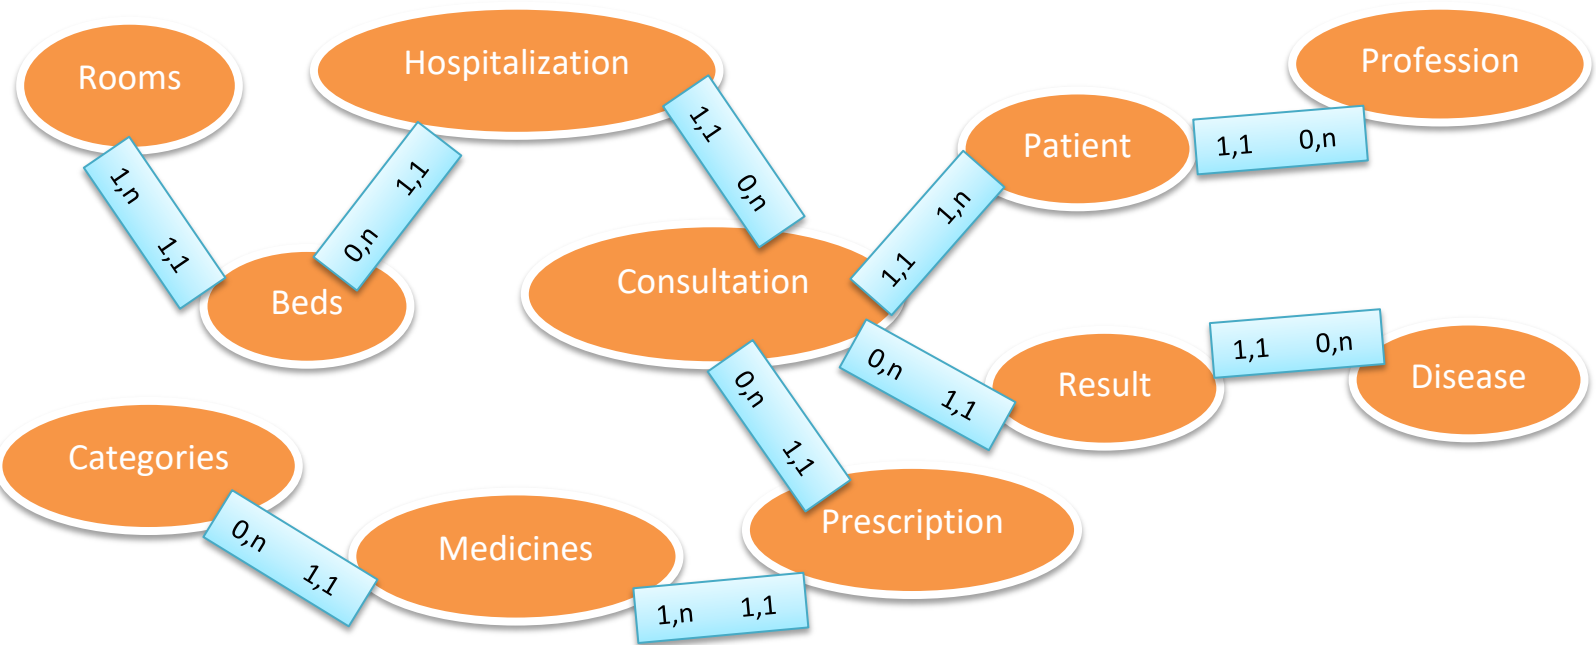 Rooms
Hospitalization
Profession
Patient
1,1 0,n
1,n 1,1
0,n 1,1
1,1 0,n
1,1 1,n
Beds
Consultation
0,n 1,1
Result
1,1 0,n
Disease
0,n 1,1
Categories
0,n 1,1
Medicines
Prescription
1,n 1,1